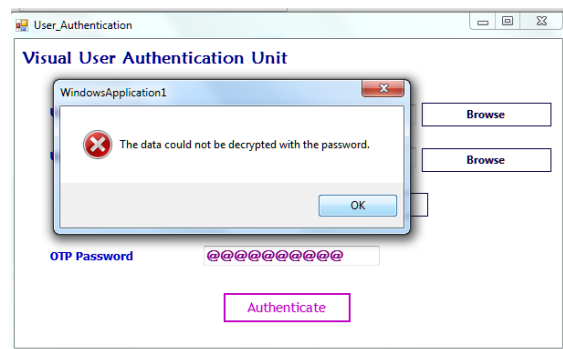 User_Authentication
Visual User Authentication Unit
WindowsApplication1
The data could not be decrypted with the password.
OK
Browse
Browse
OTP Password @@@@@@@@@@
Authenticate